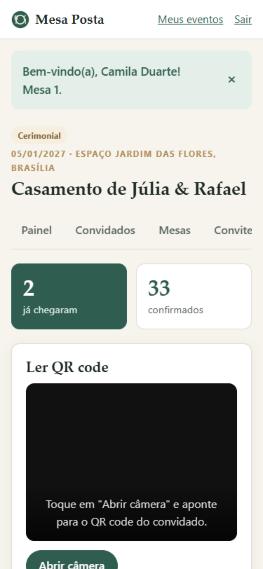 Mesa Posta
Meus eventos
Sair
Bem-vindo(a), Camila Duarte!
Mesa 1.
×
Cerimonial
05/01/2027 - ESPAÇO JARDIM DAS FLORES,
BRASÍLIA
Casamento de Júlia & Rafael
Painel
Convidados
Mesas
Convite
2
já chegaram
33
confirmados
Ler QR code
Toque em "Abrir câmera" e aponte
para o QR code do convidado.
Abrir câmera